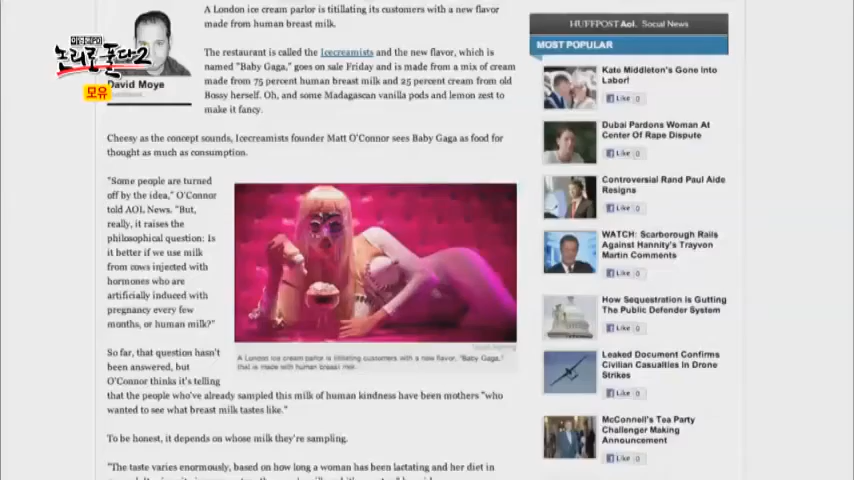 이영돈PD
논리로 풀다2
모유
David Moye
A London ice cream parlor is titillating its customers with a new flavor
made from human breast milk.
The restaurant is called the Icecreamists and the new flavor, which is
named "Baby Gaga," goes on sale Friday and is made from a mix of cream
made from 75 percent human breast milk and 25 percent cream from old
Bossy herself. Oh, and some Madagascan vanilla pods and lemon zest to
make it fancy.
Cheesy as the concept sounds, Icecreamists founder Matt O'Connor sees Baby Gaga as food for
thought as much as consumption.
"Some people are turned
off by the idea," O'Connor
told AOL News. "But,
really, it raises the
philosophical question: Is
it better if we use milk
from cows injected with
hormones who are
artificially induced with
pregnancy every few
months, or human milk?"
A London ice cream parlor is titillating customers with a new flavor, "Baby Gaga,"
that is made with human breast milk.
So far, that question hasn't
been answered, but
O'Connor thinks it's telling
that the people who've already sampled this milk of human kindness have been mothers "who
wanted to see what breast milk tastes like."
To be honest, it depends on whose milk they're sampling.
"The taste varies enormously, based on how long a woman has been lactating and her diet in
HUFFPOST Aol. Social News
MOST POPULAR
Kate Middleton's Gone Into
Labor!
Like 0
Dubai Pardons Woman At
Center Of Rape Dispute
Like 0
Controversial Rand Paul Aide
Resigns
Like 0
WATCH: Scarborough Rails
Against Hannity's Trayvon
Martin Comments
Like 0
How Sequestration Is Gutting
The Public Defender System
Like 0
Leaked Document Confirms
Civilian Casualties In Drone
Strikes
Like 0
McConnell's Tea Party
Challenger Making
Announcement
Like 0